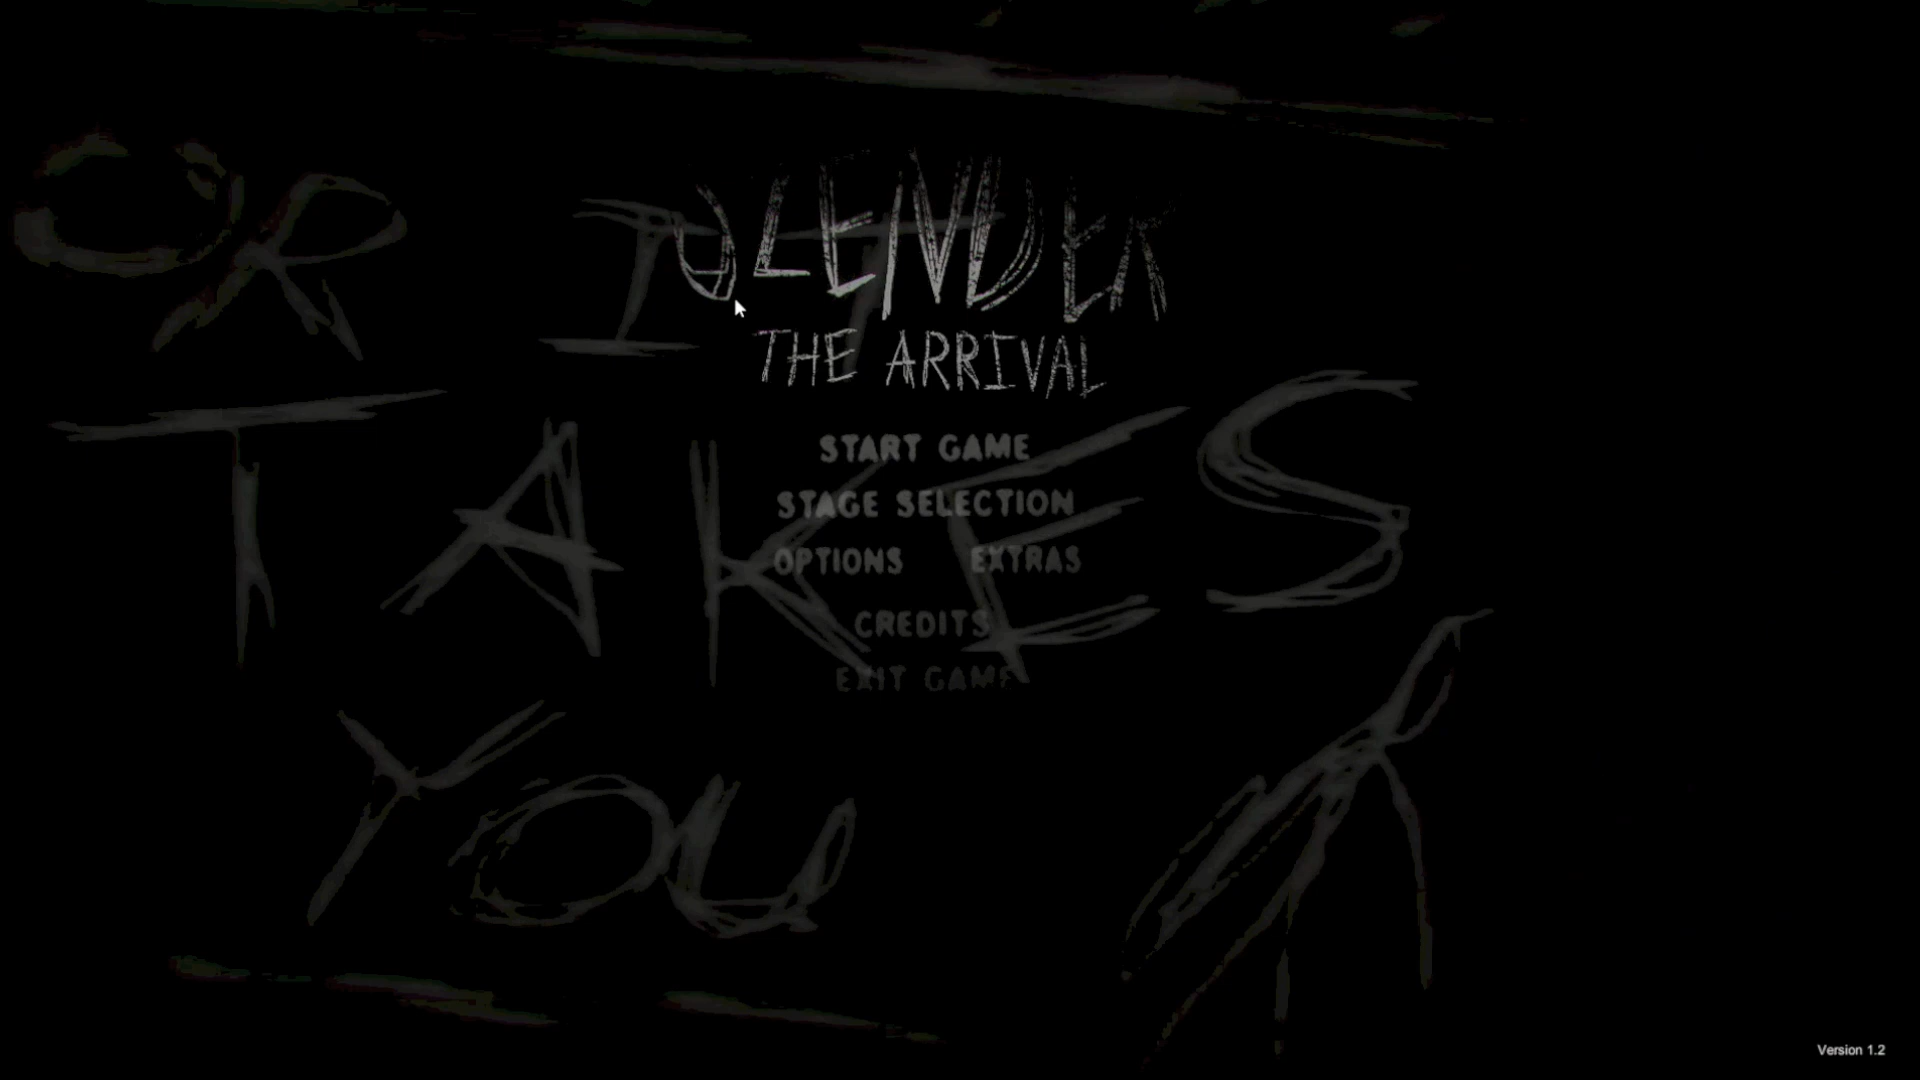 OR IT
SLENDER
THE ARRIVAL
TAKES
START GAME
STAGE SELECTION
OPTIONS EXTRAS
CREDITS
EXIT GAME
YOU
Version 1.2